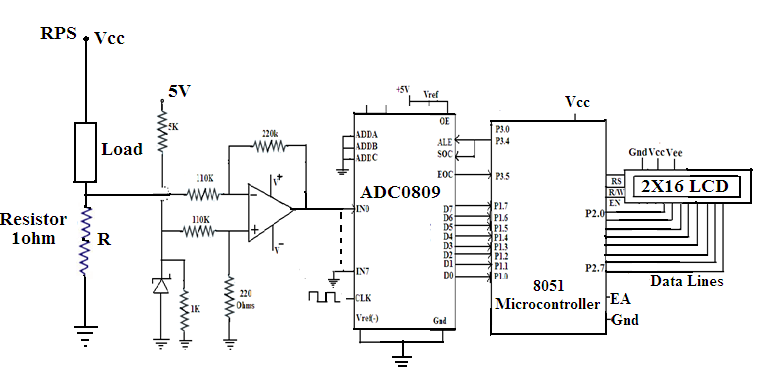 RPS
Vcc
Load
Resistor
1ohm
R
5V
5K
110K
110K
220k
V+
V-
220
Ohms
1K
+5V
Vref
OE
ADDA
ADDB
ADEC
ALE
SOC
EOC
ADC0809
IN0
IN7
CLK
Vref(-)
Gnd
D7
D6
D5
D4
D3
D2
D1
D0
Vcc
P3.0
P3.4
P3.5
P1.7
P1.6
P1.5
P1.4
P1.3
P1.2
P1.1
P1.0
8051
Microcontroller
P2.0
P2.7
EA
Gnd
RS
R/W
EN
Gnd Vcc Vee
2X16 LCD
Data Lines